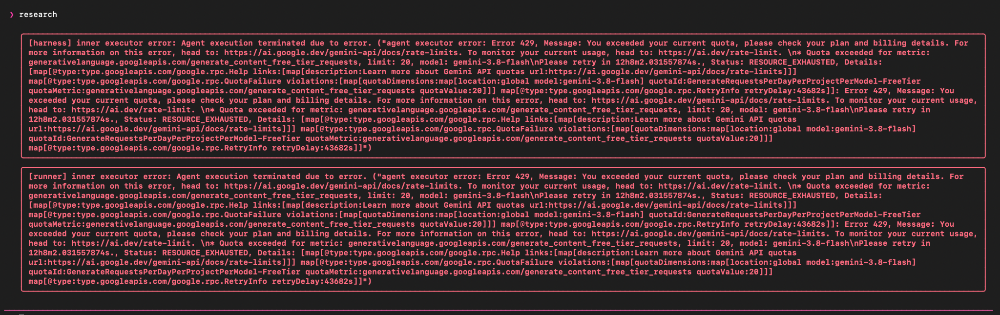 ❯ research
[harness] inner executor error: Agent execution terminated due to error. ("agent executor error: Error 429, Message: You exceeded your current quota, please check your plan and billing details. For
more information on this error, head to: https://ai.google.dev/gemini-api/docs/rate-limits. To monitor your current usage, head to: https://ai.dev/rate-limit. \n* Quota exceeded for metric:
generativelanguage.googleapis.com/generate_content_free_tier_requests, limit: 20, model: gemini-3.8-flash\nPlease retry in 12h8m2.031557874s., Status: RESOURCE_EXHAUSTED, Details:
[map[@type:type.googleapis.com/google.rpc.Help links:[map[description:Learn more about Gemini API quotas url:https://ai.google.dev/gemini-api/docs/rate-limits]]]
map[@type:type.googleapis.com/google.rpc.QuotaFailure violations:[map[quotaDimensions:map[location:global model:gemini-3.8-flash] quotaId:GenerateRequestsPerDayPerProjectPerModel-FreeTier
quotaMetric:generativelanguage.googleapis.com/generate_content_free_tier_requests quotaValue:20]]] map[@type:type.googleapis.com/google.rpc.RetryInfo retryDelay:43682s]]: Error 429, Message: You
exceeded your current quota, please check your plan and billing details. For more information on this error, head to: https://ai.google.dev/gemini-api/docs/rate-limits. To monitor your current usage,
head to: https://ai.dev/rate-limit. \n* Quota exceeded for metric: generativelanguage.googleapis.com/generate_content_free_tier_requests, limit: 20, model: gemini-3.8-flash\nPlease retry in
12h8m2.031557874s., Status: RESOURCE_EXHAUSTED, Details: [map[@type:type.googleapis.com/google.rpc.Help links:[map[description:Learn more about Gemini API quotas
url:https://ai.google.dev/gemini-api/docs/rate-limits]]] map[@type:type.googleapis.com/google.rpc.QuotaFailure violations:[map[quotaDimensions:map[location:global model:gemini-3.8-flash]
quotaId:GenerateRequestsPerDayPerProjectPerModel-FreeTier quotaMetric:generativelanguage.googleapis.com/generate_content_free_tier_requests quotaValue:20]]]
map[@type:type.googleapis.com/google.rpc.RetryInfo retryDelay:43682s]]")
[runner] inner executor error: Agent execution terminated due to error. ("agent executor error: Error 429, Message: You exceeded your current quota, please check your plan and billing details. For
more information on this error, head to: https://ai.google.dev/gemini-api/docs/rate-limits. To monitor your current usage, head to: https://ai.dev/rate-limit. \n* Quota exceeded for metric:
generativelanguage.googleapis.com/generate_content_free_tier_requests, limit: 20, model: gemini-3.8-flash\nPlease retry in 12h8m2.031557874s., Status: RESOURCE_EXHAUSTED, Details:
[map[@type:type.googleapis.com/google.rpc.Help links:[map[description:Learn more about Gemini API quotas url:https://ai.google.dev/gemini-api/docs/rate-limits]]]
map[@type:type.googleapis.com/google.rpc.QuotaFailure violations:[map[quotaDimensions:map[location:global model:gemini-3.8-flash] quotaId:GenerateRequestsPerDayPerProjectPerModel-FreeTier
quotaMetric:generativelanguage.googleapis.com/generate_content_free_tier_requests quotaValue:20]]] map[@type:type.googleapis.com/google.rpc.RetryInfo retryDelay:43682s]]: Error 429, Message: You
exceeded your current quota, please check your plan and billing details. For more information on this error, head to: https://ai.google.dev/gemini-api/docs/rate-limits. To monitor your current usage,
head to: https://ai.dev/rate-limit. \n* Quota exceeded for metric: generativelanguage.googleapis.com/generate_content_free_tier_requests, limit: 20, model: gemini-3.8-flash\nPlease retry in
12h8m2.031557874s., Status: RESOURCE_EXHAUSTED, Details: [map[@type:type.googleapis.com/google.rpc.Help links:[map[description:Learn more about Gemini API quotas
url:https://ai.google.dev/gemini-api/docs/rate-limits]]] map[@type:type.googleapis.com/google.rpc.QuotaFailure violations:[map[quotaDimensions:map[location:global model:gemini-3.8-flash]
quotaId:GenerateRequestsPerDayPerProjectPerModel-FreeTier quotaMetric:generativelanguage.googleapis.com/generate_content_free_tier_requests quotaValue:20]]]
map[@type:type.googleapis.com/google.rpc.RetryInfo retryDelay:43682s]]")